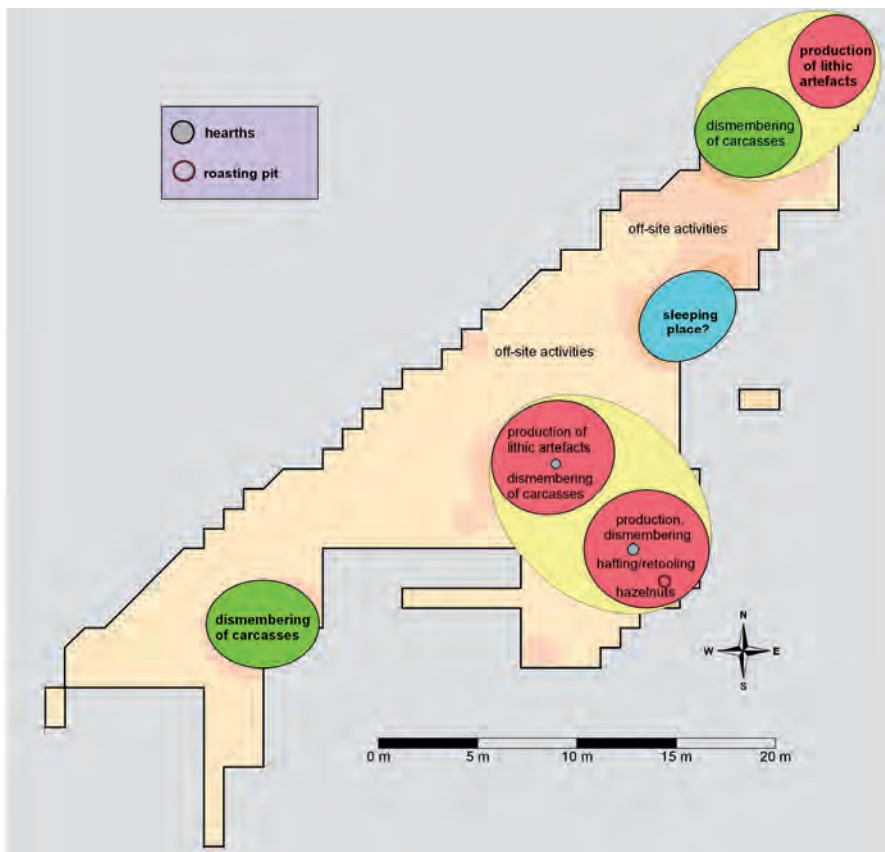 production
of lithic
artefacts
dismembering
of carcasses
hearths
roasting pit
off-site activities
sleeping
place?
off-site activities
production of
lithic artefacts
dismembering
of carcasses
production,
dismembering
hafting/retooling
hazelnuts
dismembering
of carcasses
N
W E
S
0 m 5 m 10 m 15 m 20 m